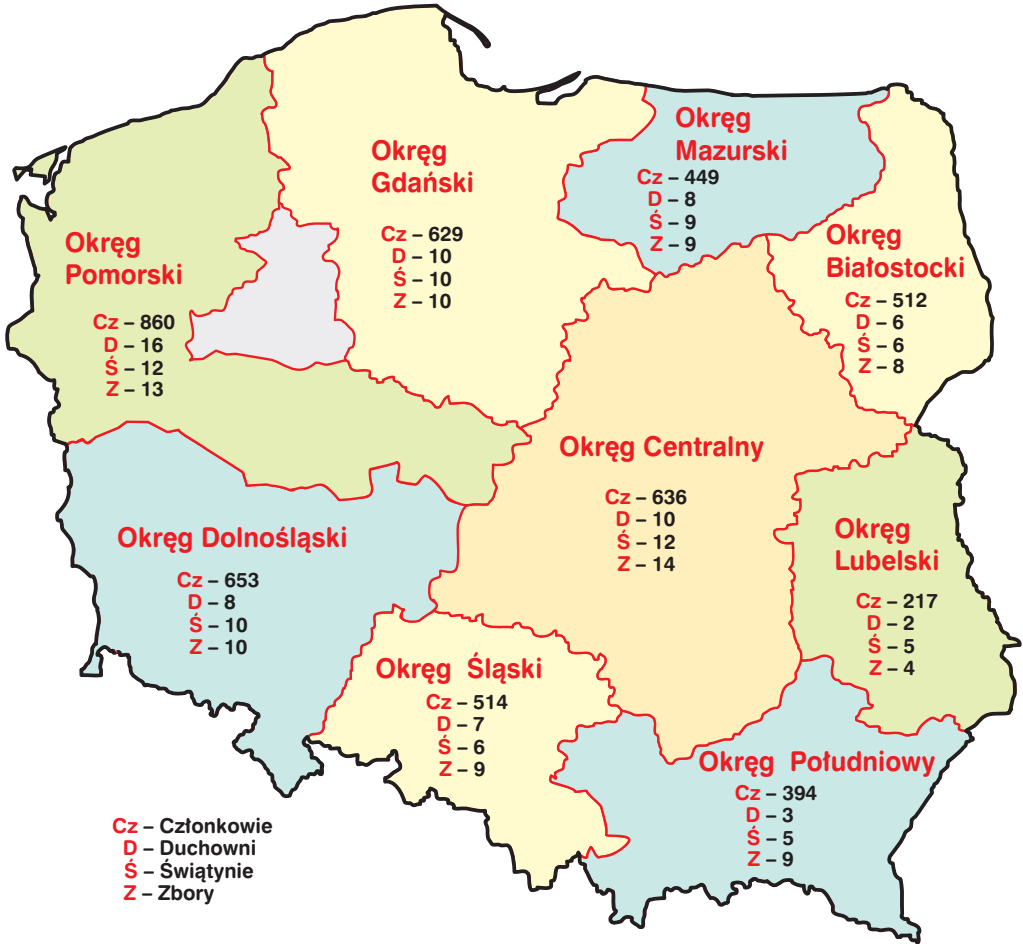 Okręg
Mazurski
Cz – 449
D – 8
Ś – 9
Z – 9
Okręg
Gdański
Cz – 629
D – 10
Ś – 10
Z – 10
Okręg
Pomorski
Cz – 860
D – 16
Ś – 12
Z – 13
Okręg
Białostocki
Cz – 512
D – 6
Ś – 6
Z – 8
Okręg Centralny
Cz – 636
D – 10
Ś – 12
Z – 14
Okręg Dolnośląski
Cz – 653
D – 8
Ś – 10
Z – 10
Okręg
Lubelski
Cz – 217
D – 2
Ś – 5
Z – 4
Okręg Śląski
Cz – 514
D – 7
Ś – 6
Z – 9
Okręg Południowy
Cz – 394
D – 3
Ś – 5
Z – 9
Cz – Członkowie
D – Duchowni
Ś – Świątynie
Z – Zbory